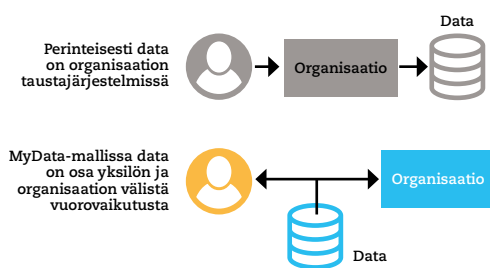 Data
Perinteisesti data
on organisaation
taustajärjestelmissä
Organisaatio
MyData-mallissa data
on osa yksilön ja
organisaation välistä
vuorovaikutusta
Organisaatio
Data